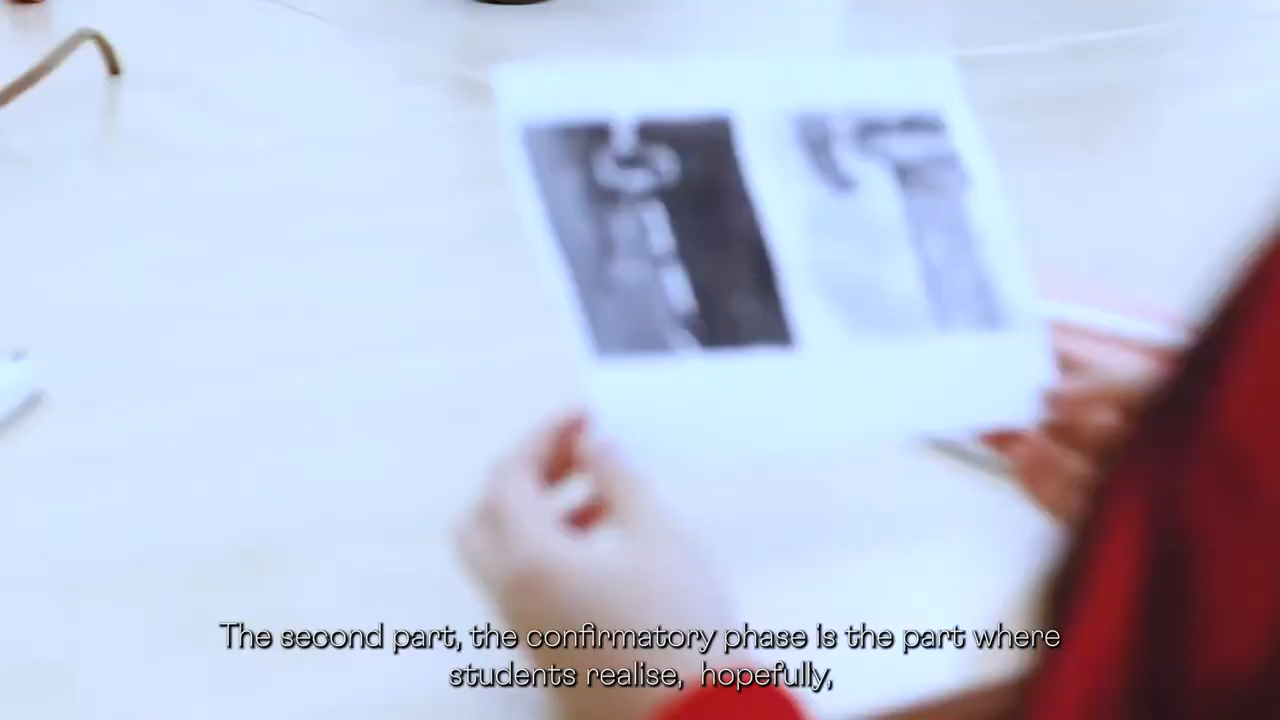 The second part, the confirmatory phase is the part where
students realise, hopefully,